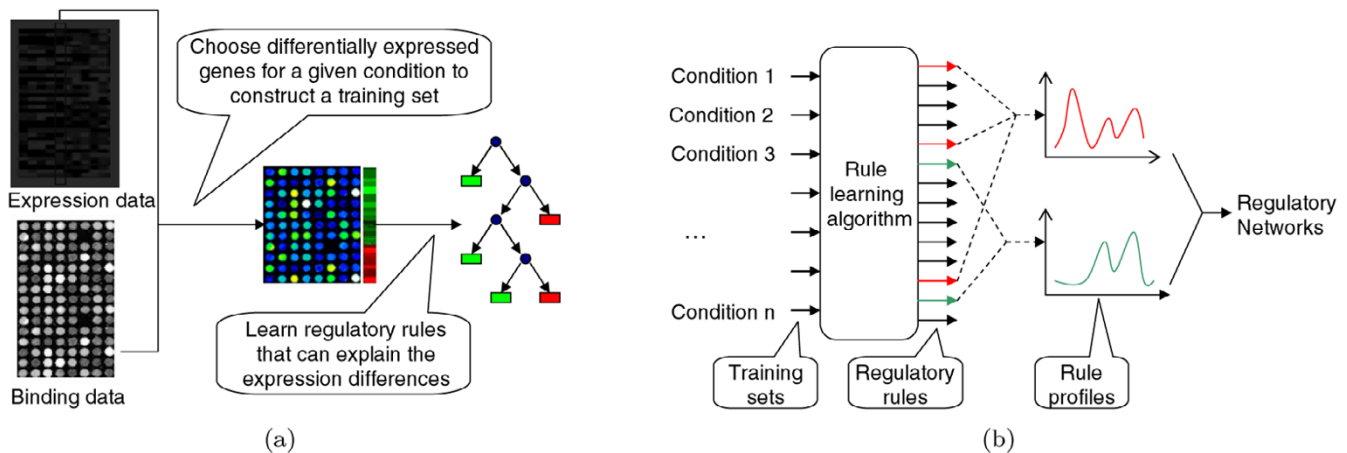 Choose differentially expressed
genes for a given condition to
construct a training set
Expression data
Learn regulatory rules
that can explain the
expression differences
Binding data
(a)
Condition 1
Condition 2
Condition 3
...
Condition n
Rule
learning
algorithm
Regulatory
Networks
Training
sets
Regulatory
rules
Rule
profiles
(b)